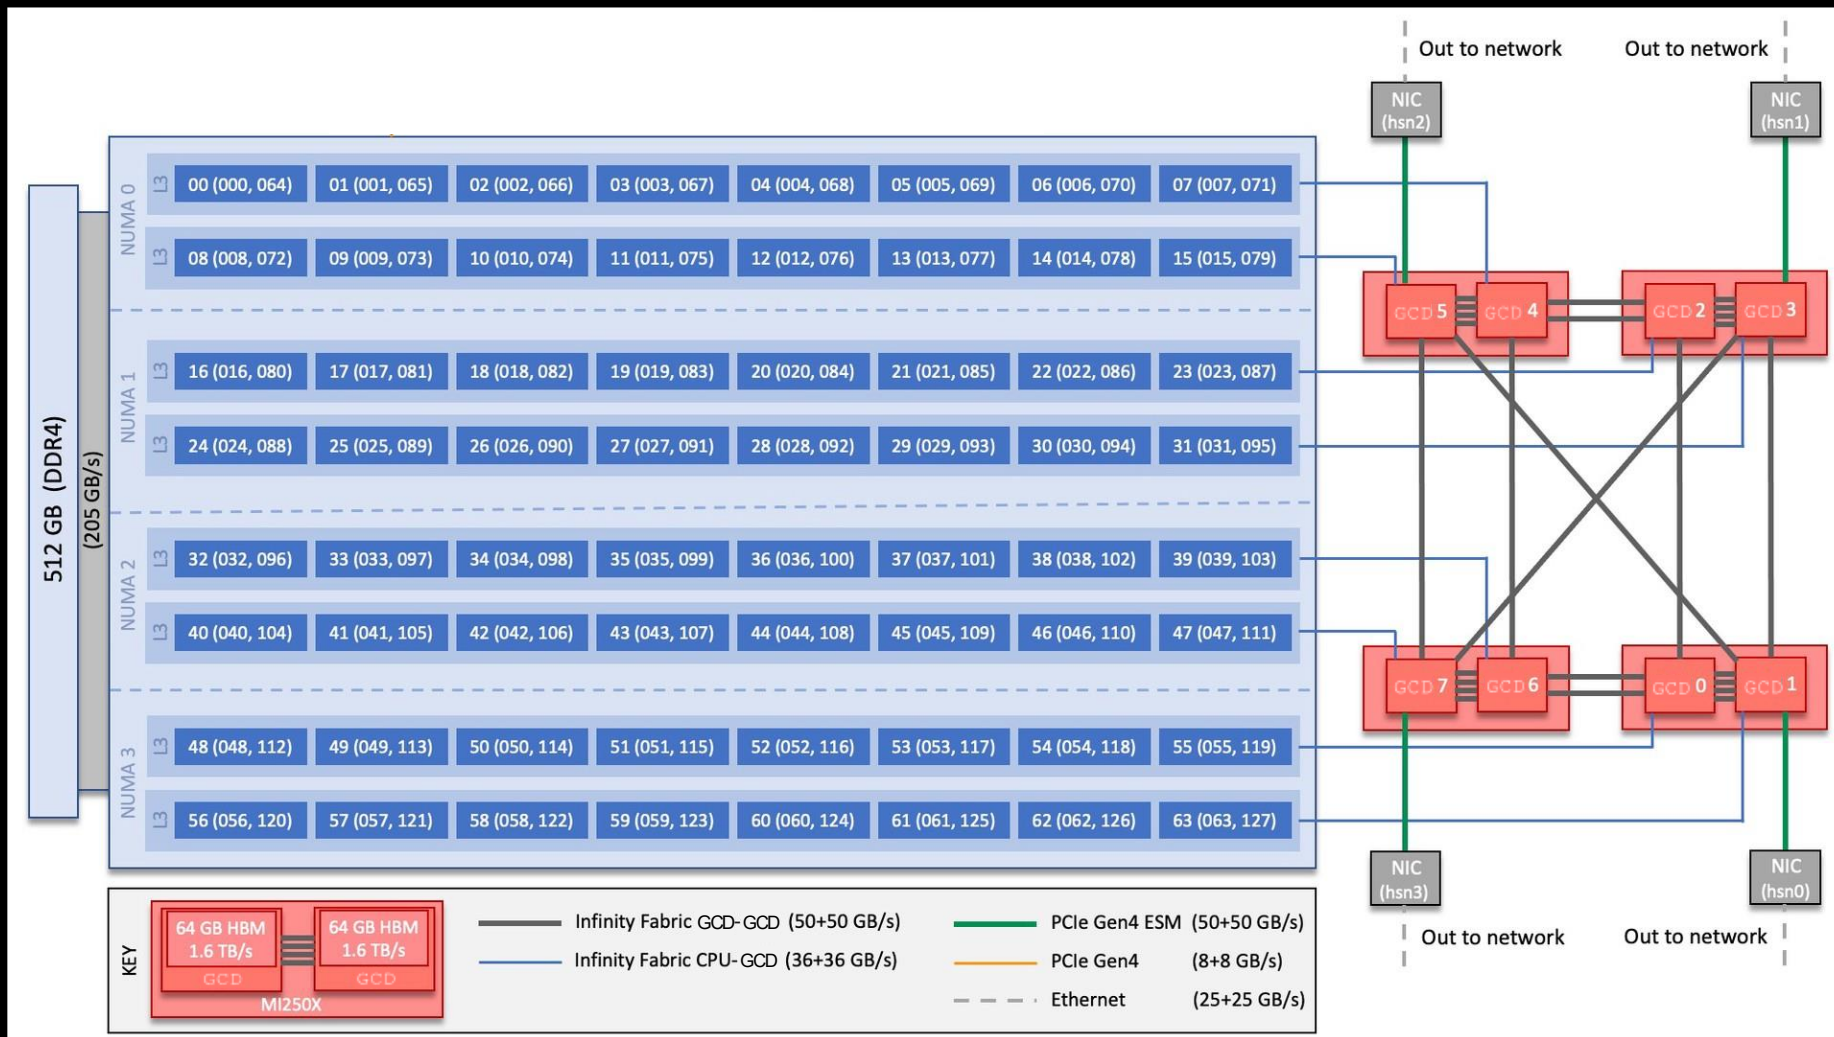 Out to network
Out to network
NIC
(hsn2)
NIC
(hsn1)
512 GB (DDR4)
(205 GB/s)
NUMA 0
L3
00 (000, 064) 01 (001, 065) 02 (002, 066) 03 (003, 067) 04 (004, 068) 05 (005, 069) 06 (006, 070) 07 (007, 071)
L3
08 (008, 072) 09 (009, 073) 10 (010, 074) 11 (011, 075) 12 (012, 076) 13 (013, 077) 14 (014, 078) 15 (015, 079)
NUMA 1
L3
16 (016, 080) 17 (017, 081) 18 (018, 082) 19 (019, 083) 20 (020, 084) 21 (021, 085) 22 (022, 086) 23 (023, 087)
L3
24 (024, 088) 25 (025, 089) 26 (026, 090) 27 (027, 091) 28 (028, 092) 29 (029, 093) 30 (030, 094) 31 (031, 095)
NUMA 2
L3
32 (032, 096) 33 (033, 097) 34 (034, 098) 35 (035, 099) 36 (036, 100) 37 (037, 101) 38 (038, 102) 39 (039, 103)
L3
40 (040, 104) 41 (041, 105) 42 (042, 106) 43 (043, 107) 44 (044, 108) 45 (045, 109) 46 (046, 110) 47 (047, 111)
NUMA 3
L3
48 (048, 112) 49 (049, 113) 50 (050, 114) 51 (051, 115) 52 (052, 116) 53 (053, 117) 54 (054, 118) 55 (055, 119)
L3
56 (056, 120) 57 (057, 121) 58 (058, 122) 59 (059, 123) 60 (060, 124) 61 (061, 125) 62 (062, 126) 63 (063, 127)
GCD 5 GCD 4 GCD 2 GCD 3
GCD 7 GCD 6 GCD 0 GCD 1
NIC
(hsn3)
NIC
(hsn0)
Out to network
Out to network
KEY
64 GB HBM
1.6 TB/s
GCD
64 GB HBM
1.6 TB/s
GCD
MI250X
Infinity Fabric GCD-GCD (50+50 GB/s)
Infinity Fabric CPU-GCD (36+36 GB/s)
PCIe Gen4 ESM (50+50 GB/s)
PCIe Gen4 (8+8 GB/s)
Ethernet (25+25 GB/s)